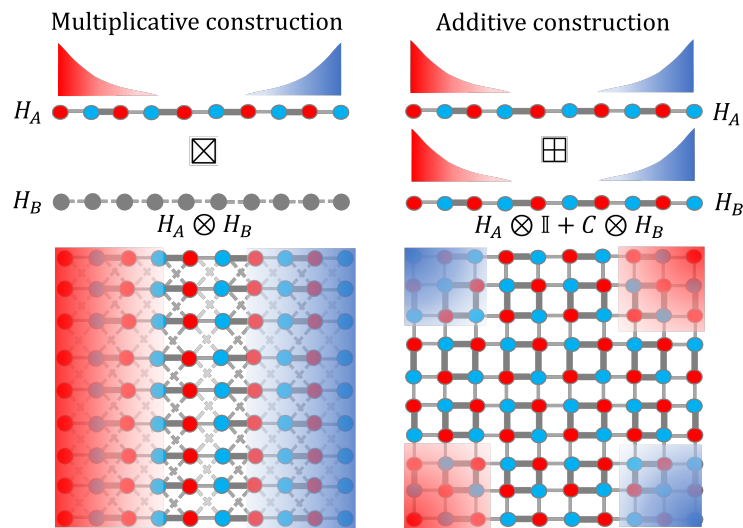 Multiplicative construction
H_A
⊠
H_B
H_A ⊗ H_B
Additive construction
H_A
⊞
H_B
H_A ⊗ 𝕀 + C ⊗ H_B